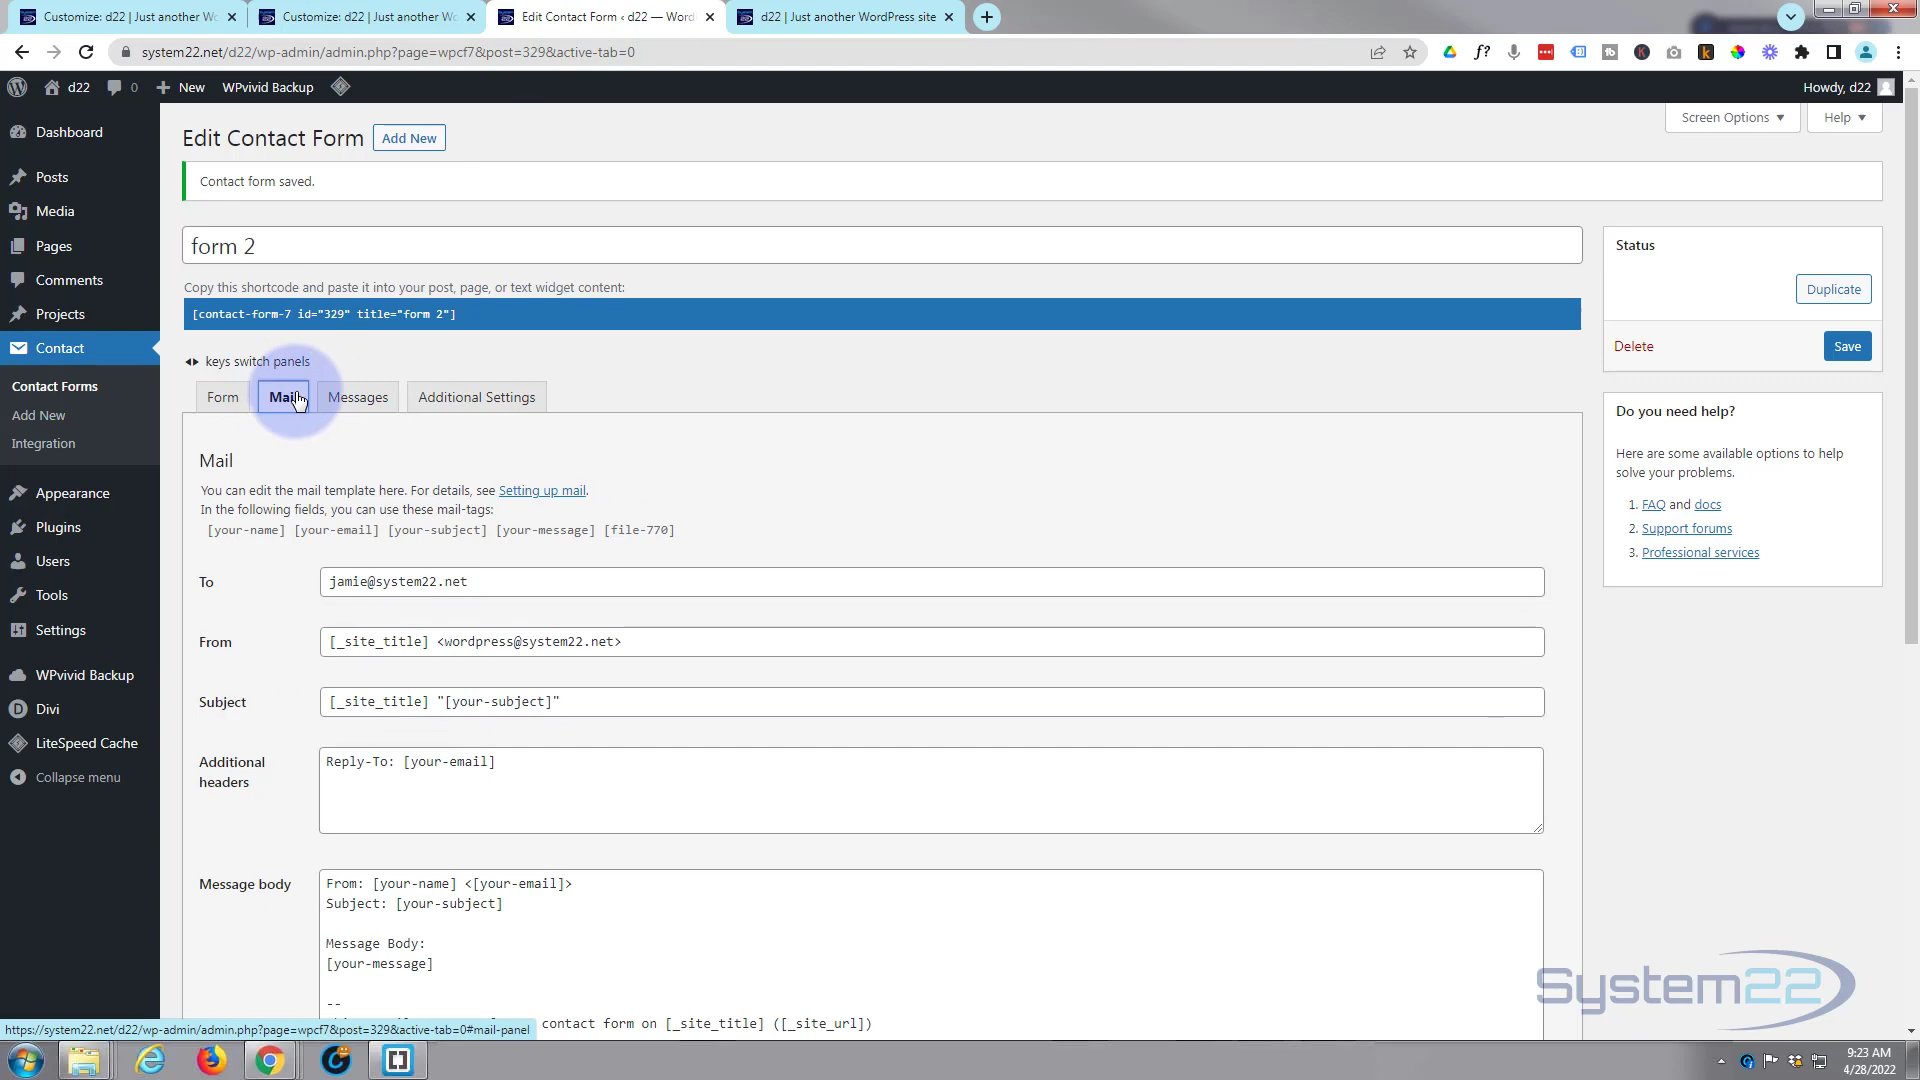 Customize: d22 | Just another Wo
Customize: d22 | Just another Wo
Edit Contact Form ‹ d22 — Word
d22 | Just another WordPress site
system22.net/d22/wp-admin/admin.php?page=wpcf7&post=329&active-tab=0
d22
0
New
WPvivid Backup
Howdy, d22
Dashboard
Posts
Media
Pages
Comments
Projects
Contact
Contact Forms
Add New
Integration
Appearance
Plugins
Users
Tools
Settings
WPvivid Backup
Divi
LiteSpeed Cache
Collapse menu
Screen Options
Help
Edit Contact Form
Add New
Contact form saved.
form 2
Copy this shortcode and paste it into your post, page, or text widget content:
[contact-form-7 id="329" title="form 2"]
keys switch panels
Form
Mail
Messages
Additional Settings
Mail
You can edit the mail template here. For details, see Setting up mail.
In the following fields, you can use these mail-tags:
[your-name] [your-email] [your-subject] [your-message] [file-770]
To
jamie@system22.net
From
[_site_title] <wordpress@system22.net>
Subject
[_site_title] "[your-subject]"
Additional headers
Reply-To: [your-email]
Message body
From: [your-name] <[your-email]>
Subject: [your-subject]
Message Body:
[your-message]
--
contact form on [_site_title] ([_site_url])
Status
Duplicate
Delete
Save
Do you need help?
Here are some available options to help
solve your problems.
1. FAQ and docs
2. Support forums
3. Professional services
System22
https://system22.net/d22/wp-admin/admin.php?page=wpcf7&post=329&active-tab=0#mail-panel
9:23 AM
4/28/2022